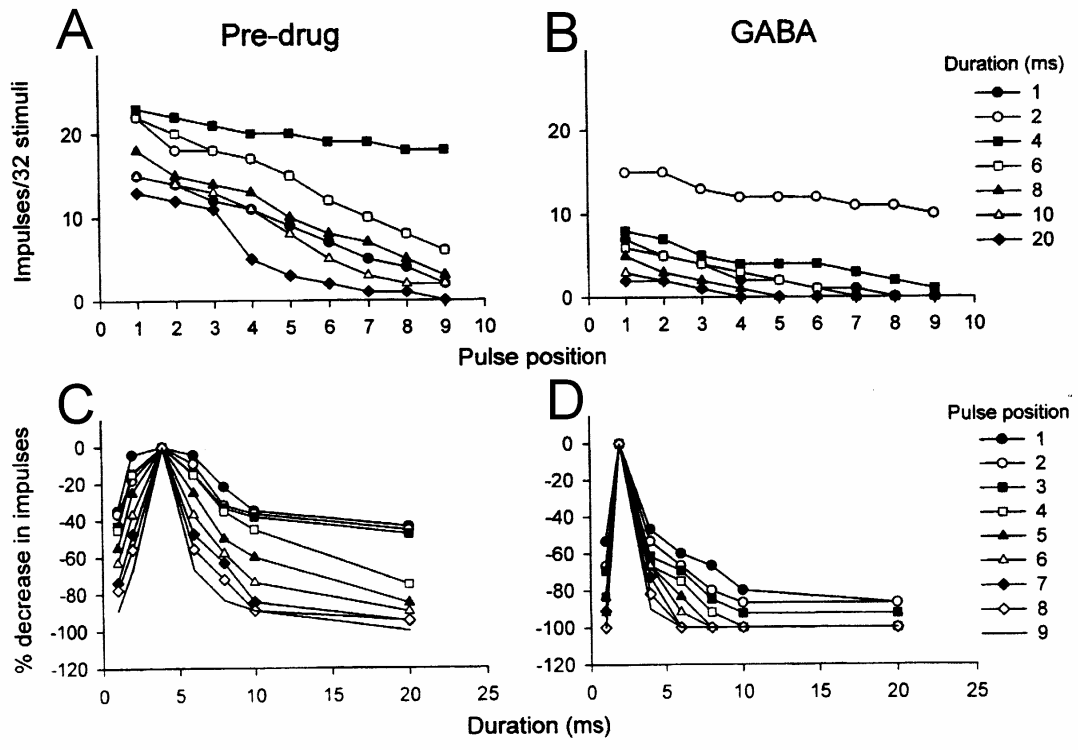 A Pre-drug
B GABA
Impulses/32 stimuli
20
10
0
0 1 2 3 4 5 6 7 8 9 10
20
10
0
0 1 2 3 4 5 6 7 8 9 10
Pulse position
Duration (ms)
1
2
4
6
8
10
20
C
D
% decrease in impulses
0
-20
-40
-60
-80
-100
-120
0 5 10 15 20 25
0
-20
-40
-60
-80
-100
-120
0 5 10 15 20 25
Duration (ms)
Pulse position
1
2
3
4
5
6
7
8
9